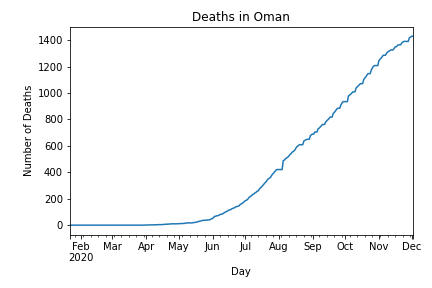 Deaths in Oman
Number of Deaths
1400
1200
1000
800
600
400
200
0
Feb Mar Apr May Jun Jul Aug Sep Oct Nov Dec
2020
Day